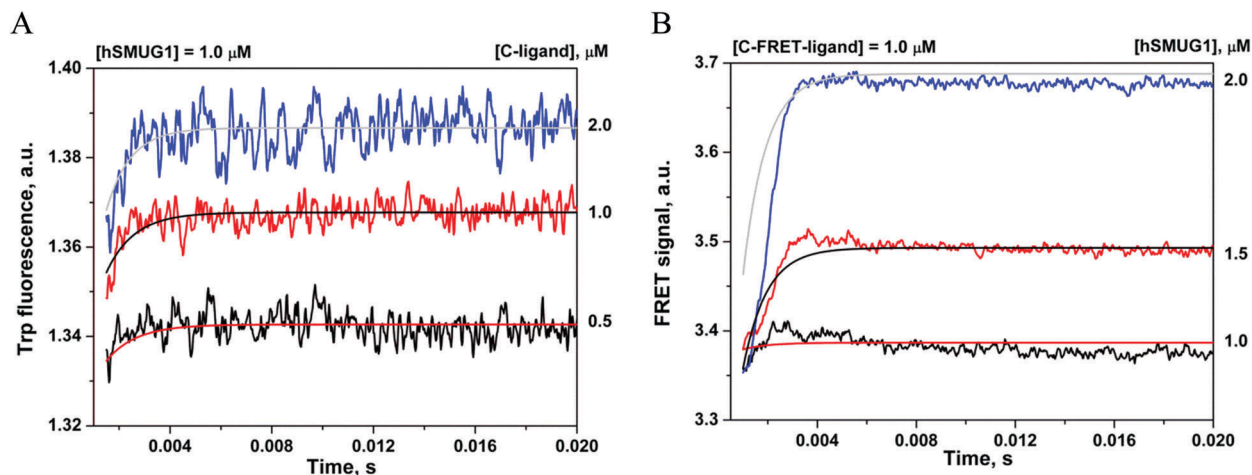 A
[hSMUG1] = 1.0 μM
[C-ligand], μM
1.40
1.38
1.36
1.34
1.32
Trp fluorescence, a.u.
2.0
1.0
0.5
0.004
0.008
0.012
0.016
0.020
Time, s
B
[C-FRET-ligand] = 1.0 μM
[hSMUG1], μM
3.7
3.6
3.5
3.4
3.3
FRET signal, a.u.
2.0
1.5
1.0
0.004
0.008
0.012
0.016
0.020
Time, s